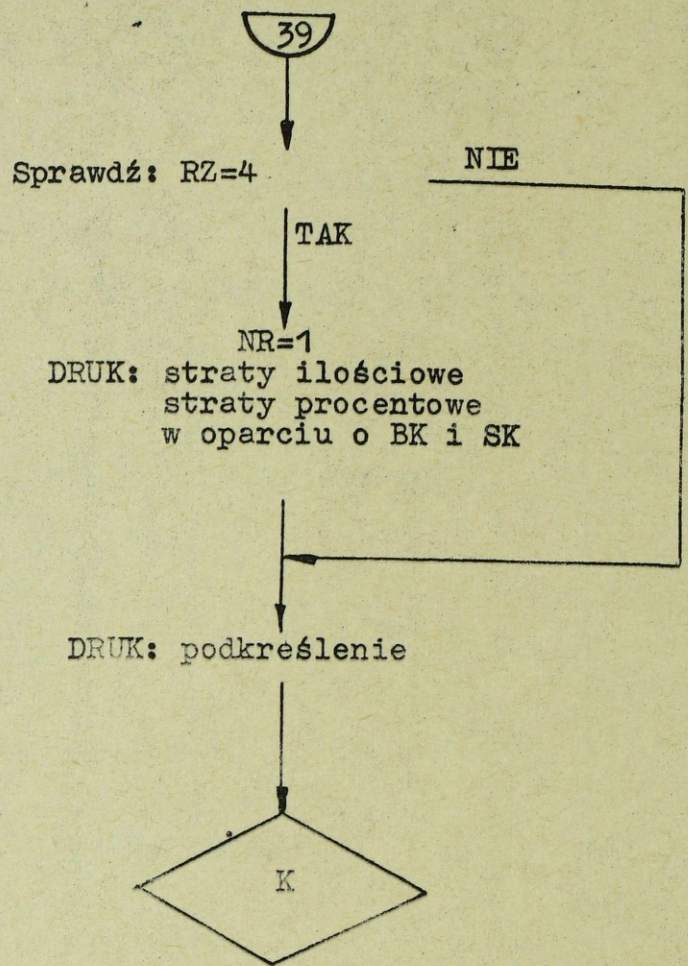 39
Sprawdź: RZ=4
NIE
TAK
NR=1
DRUK: straty ilościowe
straty procentowe
w oparciu o BK i SK
DRUK: podkreślenie
K